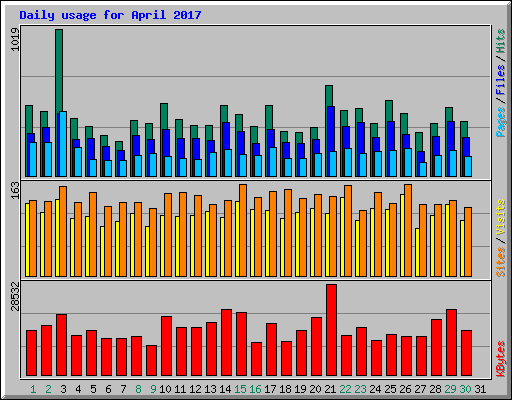 Daily usage for April 2017
1019
Pages / Files / Hits
163
Sites / Visits
28532
KBytes
1 2 3 4 5 6 7 8 9 10 11 12 13 14 15 16 17 18 19 20 21 22 23 24 25 26 27 28 29 30 31